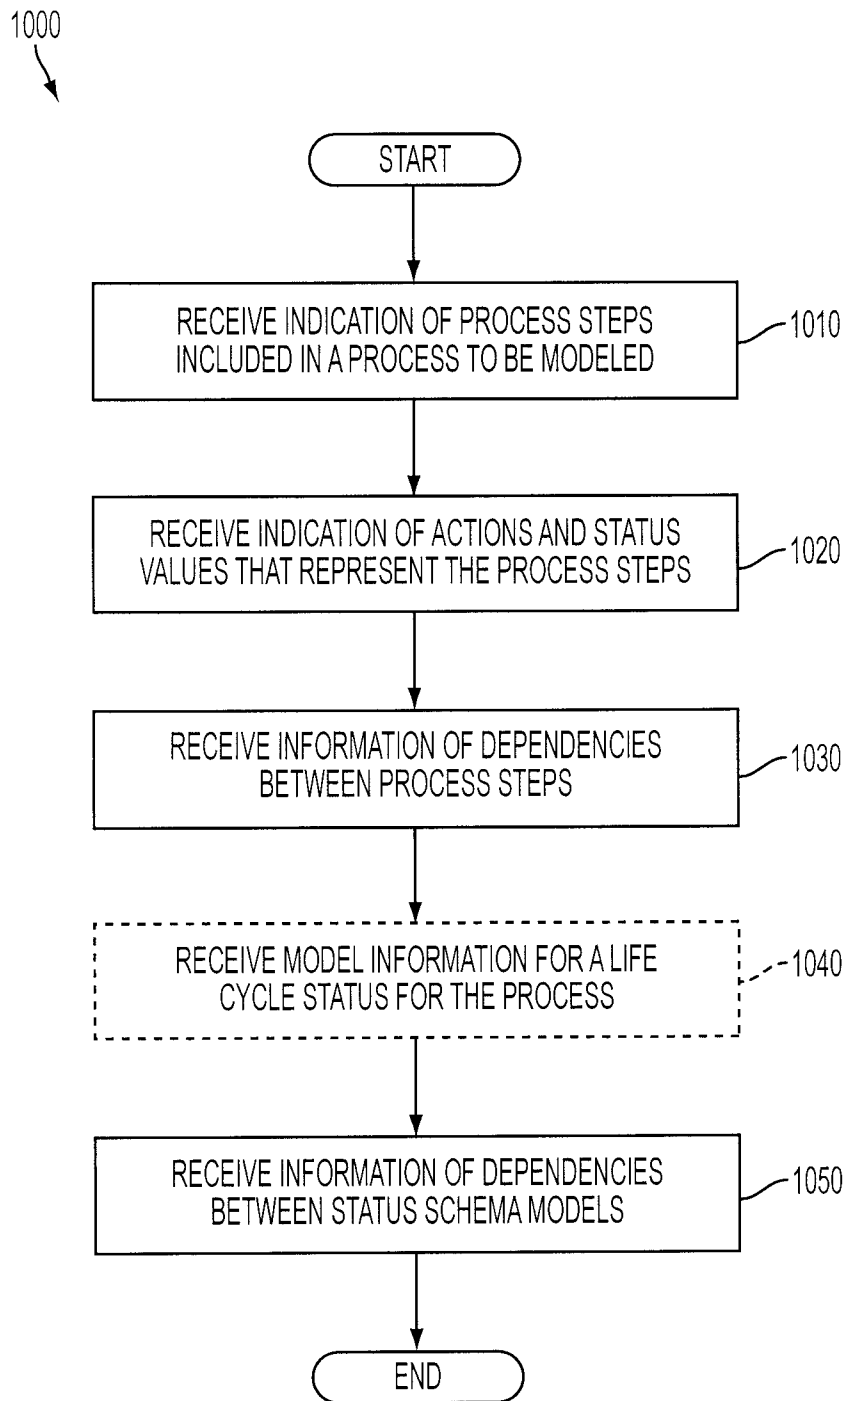 1000
START
RECEIVE INDICATION OF PROCESS STEPS
INCLUDED IN A PROCESS TO BE MODELED
1010
RECEIVE INDICATION OF ACTIONS AND STATUS
VALUES THAT REPRESENT THE PROCESS STEPS
1020
RECEIVE INFORMATION OF DEPENDENCIES
BETWEEN PROCESS STEPS
1030
RECEIVE MODEL INFORMATION FOR A LIFE
CYCLE STATUS FOR THE PROCESS
1040
RECEIVE INFORMATION OF DEPENDENCIES
BETWEEN STATUS SCHEMA MODELS
1050
END